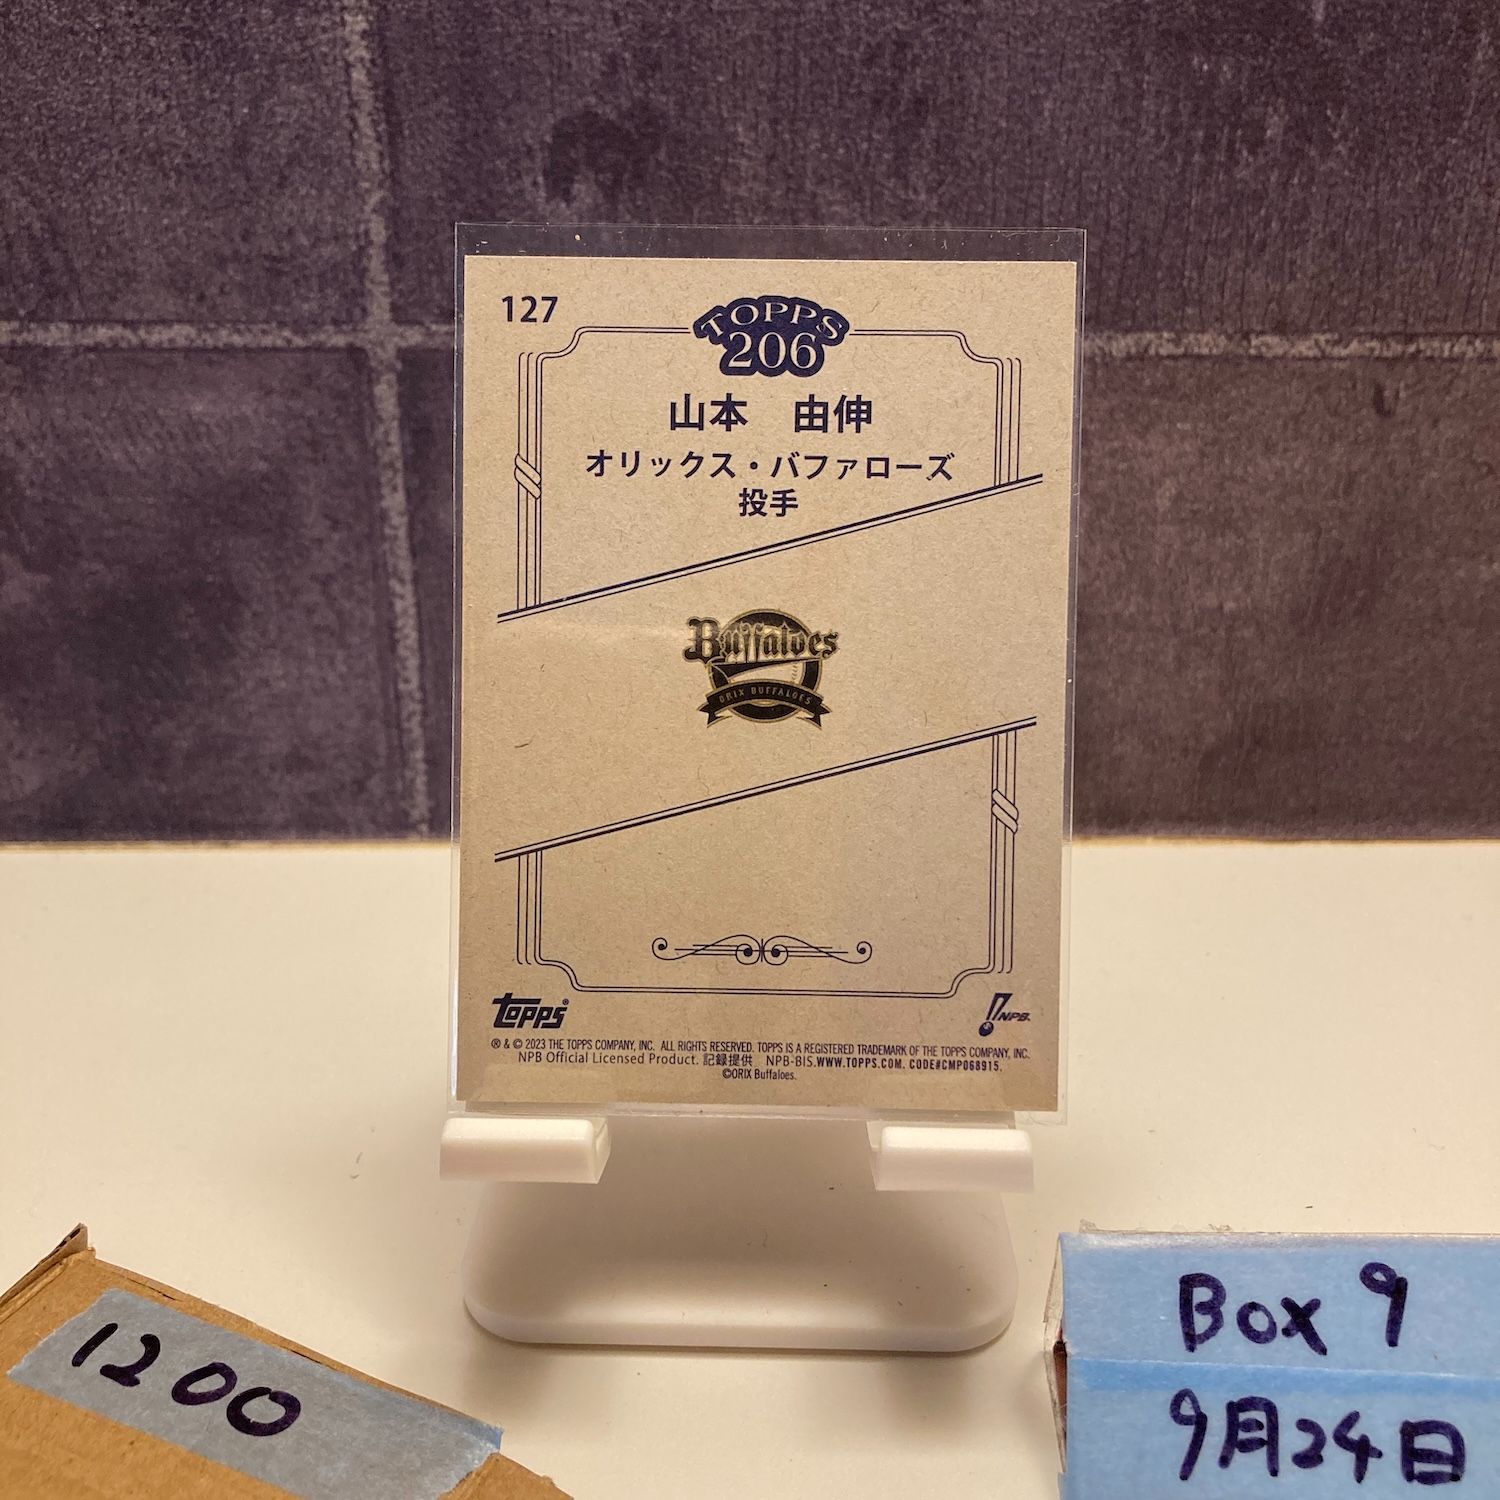 127
TOPPS
206
山本　由伸
オリックス・バファローズ
投手
Buffaloes
ORIX BUFFALOES
topps®
NPB
® & © 2023 THE TOPPS COMPANY, INC. ALL RIGHTS RESERVED. TOPPS IS A REGISTERED TRADEMARK OF THE TOPPS COMPANY, INC.
NPB Official Licensed Product. 記録提供　NPB-BIS.WWW.TOPPS.COM. CODE#CMP068915.
©ORIX Buffaloes.
1200
Box 9
9月24日